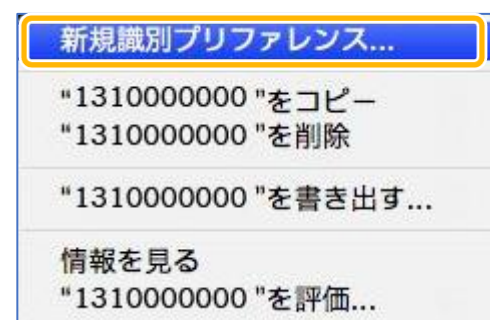 新規識別プリファレンス...
“1310000000 ”をコピー
“1310000000 ”を削除
“1310000000 ”を書き出す...
情報を見る
“1310000000 ”を評価...